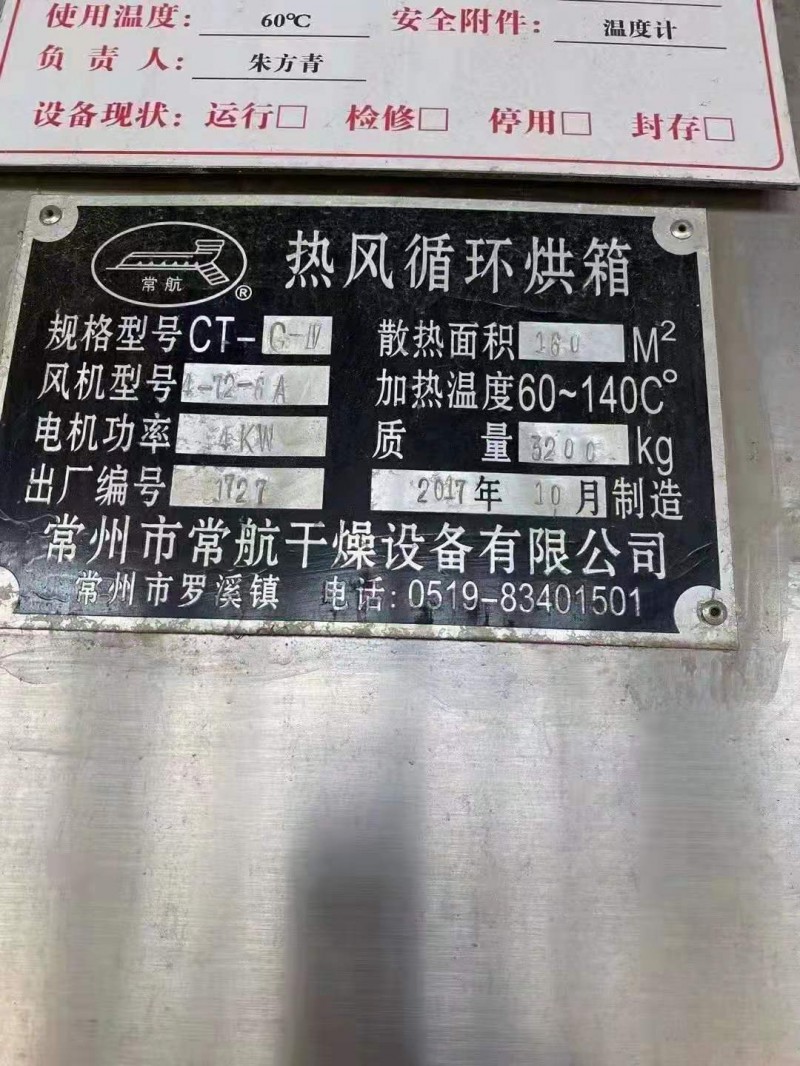 使用温度: 60℃ 安全附件: 温度计
负责人: 朱方青
设备现状: 运行□ 检修□ 停用□ 封存□
常航 ® 热风循环烘箱
规格型号CT-C-Ⅳ 散热面积 160 M²
风机型号 4-72-6A 加热温度60~140C°
电机功率 4KW 质量 3200 kg
出厂编号 1727 2017年10月制造
常州市常航干燥设备有限公司
常州市罗溪镇 电话:0519-83401501